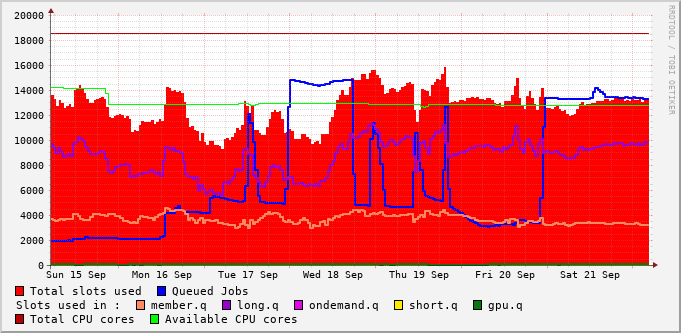 20000
18000
16000
14000
12000
10000
8000
6000
4000
2000
0
Sun 15 Sep Mon 16 Sep Tue 17 Sep Wed 18 Sep Thu 19 Sep Fri 20 Sep Sat 21 Sep
Total slots used Queued Jobs
Slots used in : member.q long.q ondemand.q short.q gpu.q
Total CPU cores Available CPU cores
RRDTOOL / TOBI OETIKER